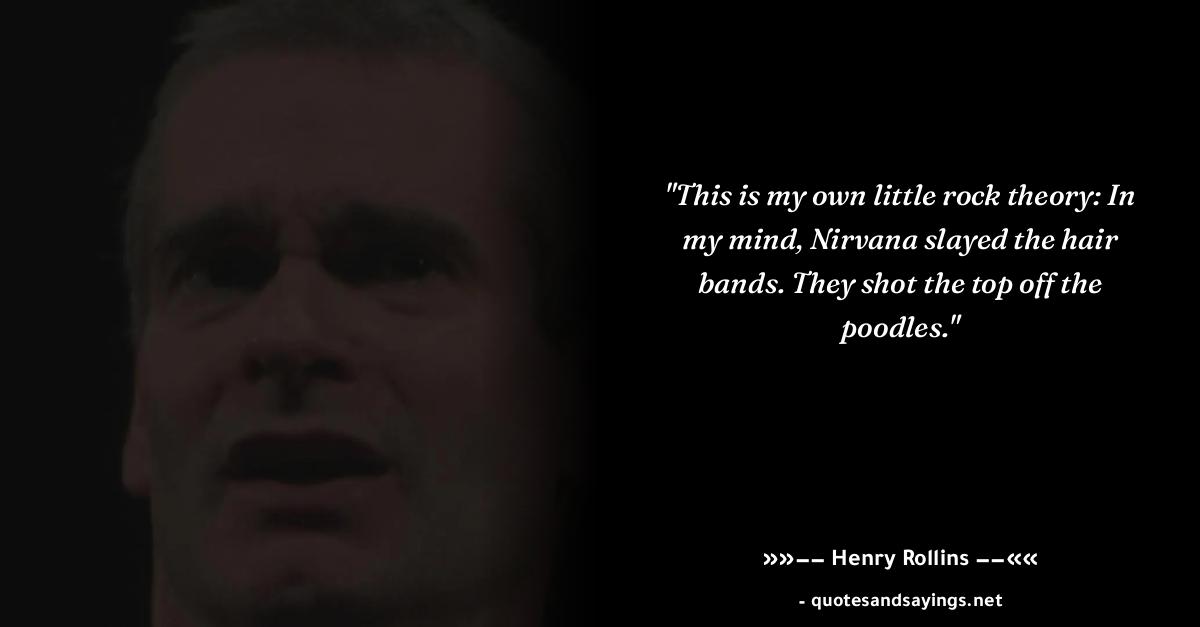 "This is my own little rock theory: In
my mind, Nirvana slayed the hair
bands. They shot the top off the
poodles."
»»−− Henry Rollins −−««
- quotesandsayings.net